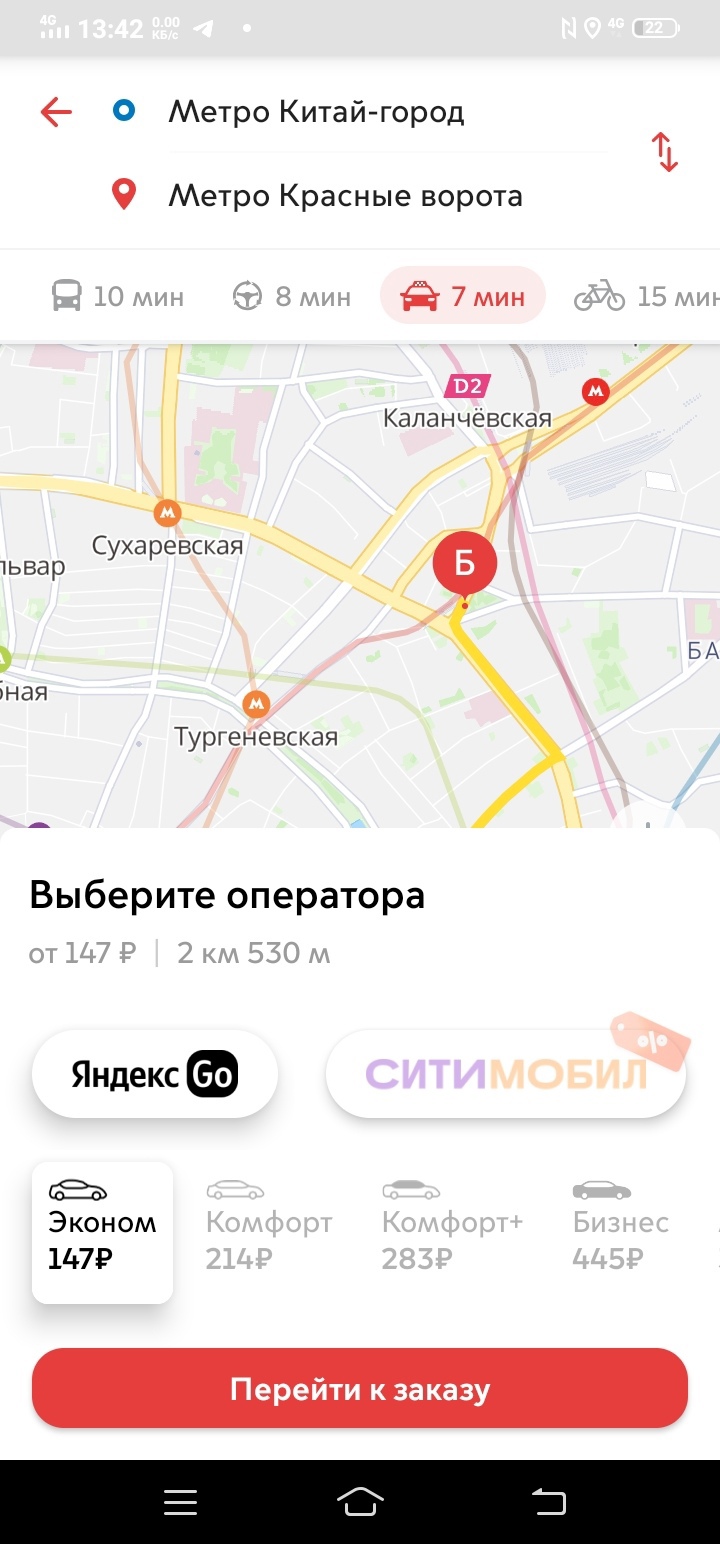 4G 13:42 0.00 КБ/с 4G 22
Метро Китай-город
Метро Красные ворота
10 мин 8 мин 7 мин 15 мин
D2
Каланчёвская
Сухаревская
львар
Б
БА
ная
Тургеневская
Выберите оператора
от 147 ₽ | 2 км 530 м
%
Яндекс Go СИТИМОБИЛ
Эконом Комфорт Комфорт+ Бизнес
147₽ 214₽ 283₽ 445₽
Перейти к заказу